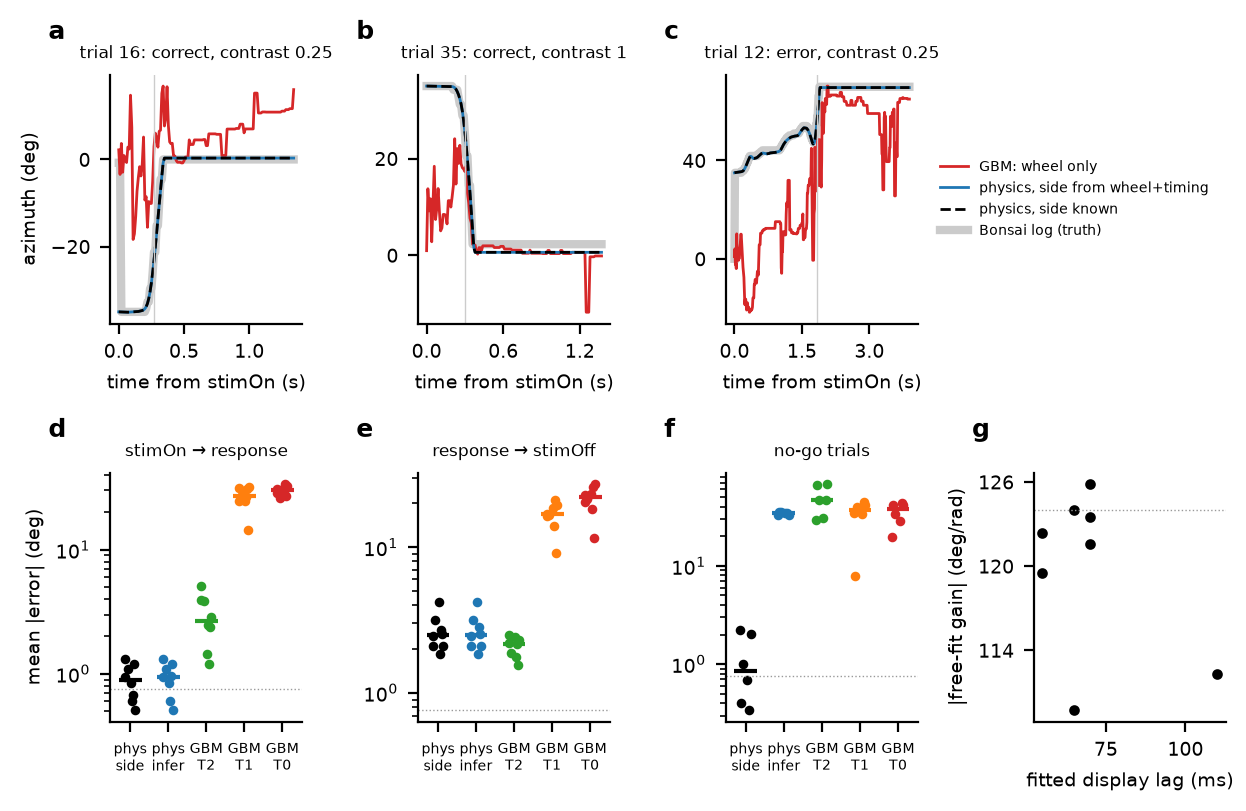 a
trial 16: correct, contrast 0.25
b
trial 35: correct, contrast 1
c
trial 12: error, contrast 0.25
azimuth (deg)
0
−20
0.0
0.5
1.0
time from stimOn (s)
20
0
0.0
0.6
1.2
time from stimOn (s)
40
0
0.0
1.5
3.0
time from stimOn (s)
GBM: wheel only
physics, side from wheel+timing
physics, side known
Bonsai log (truth)
d
stimOn → response
mean |error| (deg)
10¹
10⁰
phys side
phys infer
GBM T2
GBM T1
GBM T0
e
response → stimOff
10¹
10⁰
phys side
phys infer
GBM T2
GBM T1
GBM T0
f
no-go trials
10¹
10⁰
phys side
phys infer
GBM T2
GBM T1
GBM T0
g
|free-fit gain| (deg/rad)
126
120
114
75
100
fitted display lag (ms)